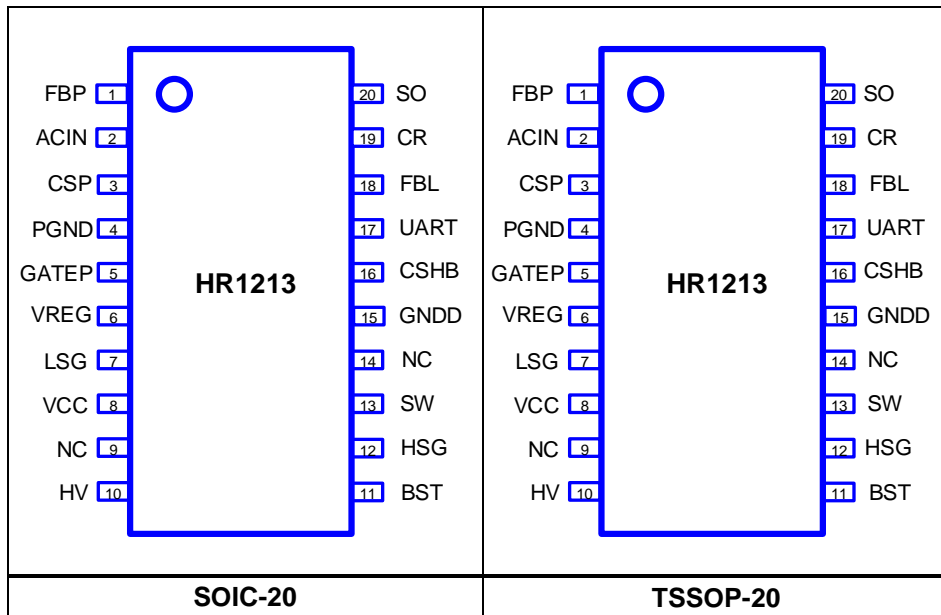 FBP 1 20 SO
ACIN 2 19 CR
CSP 3 18 FBL
PGND 4 17 UART
GATEP 5 16 CSHB
HR1213
VREG 6 15 GNDD
LSG 7 14 NC
VCC 8 13 SW
NC 9 12 HSG
HV 10 11 BST
SOIC-20
FBP 1 20 SO
ACIN 2 19 CR
CSP 3 18 FBL
PGND 4 17 UART
GATEP 5 16 CSHB
HR1213
VREG 6 15 GNDD
LSG 7 14 NC
VCC 8 13 SW
NC 9 12 HSG
HV 10 11 BST
TSSOP-20